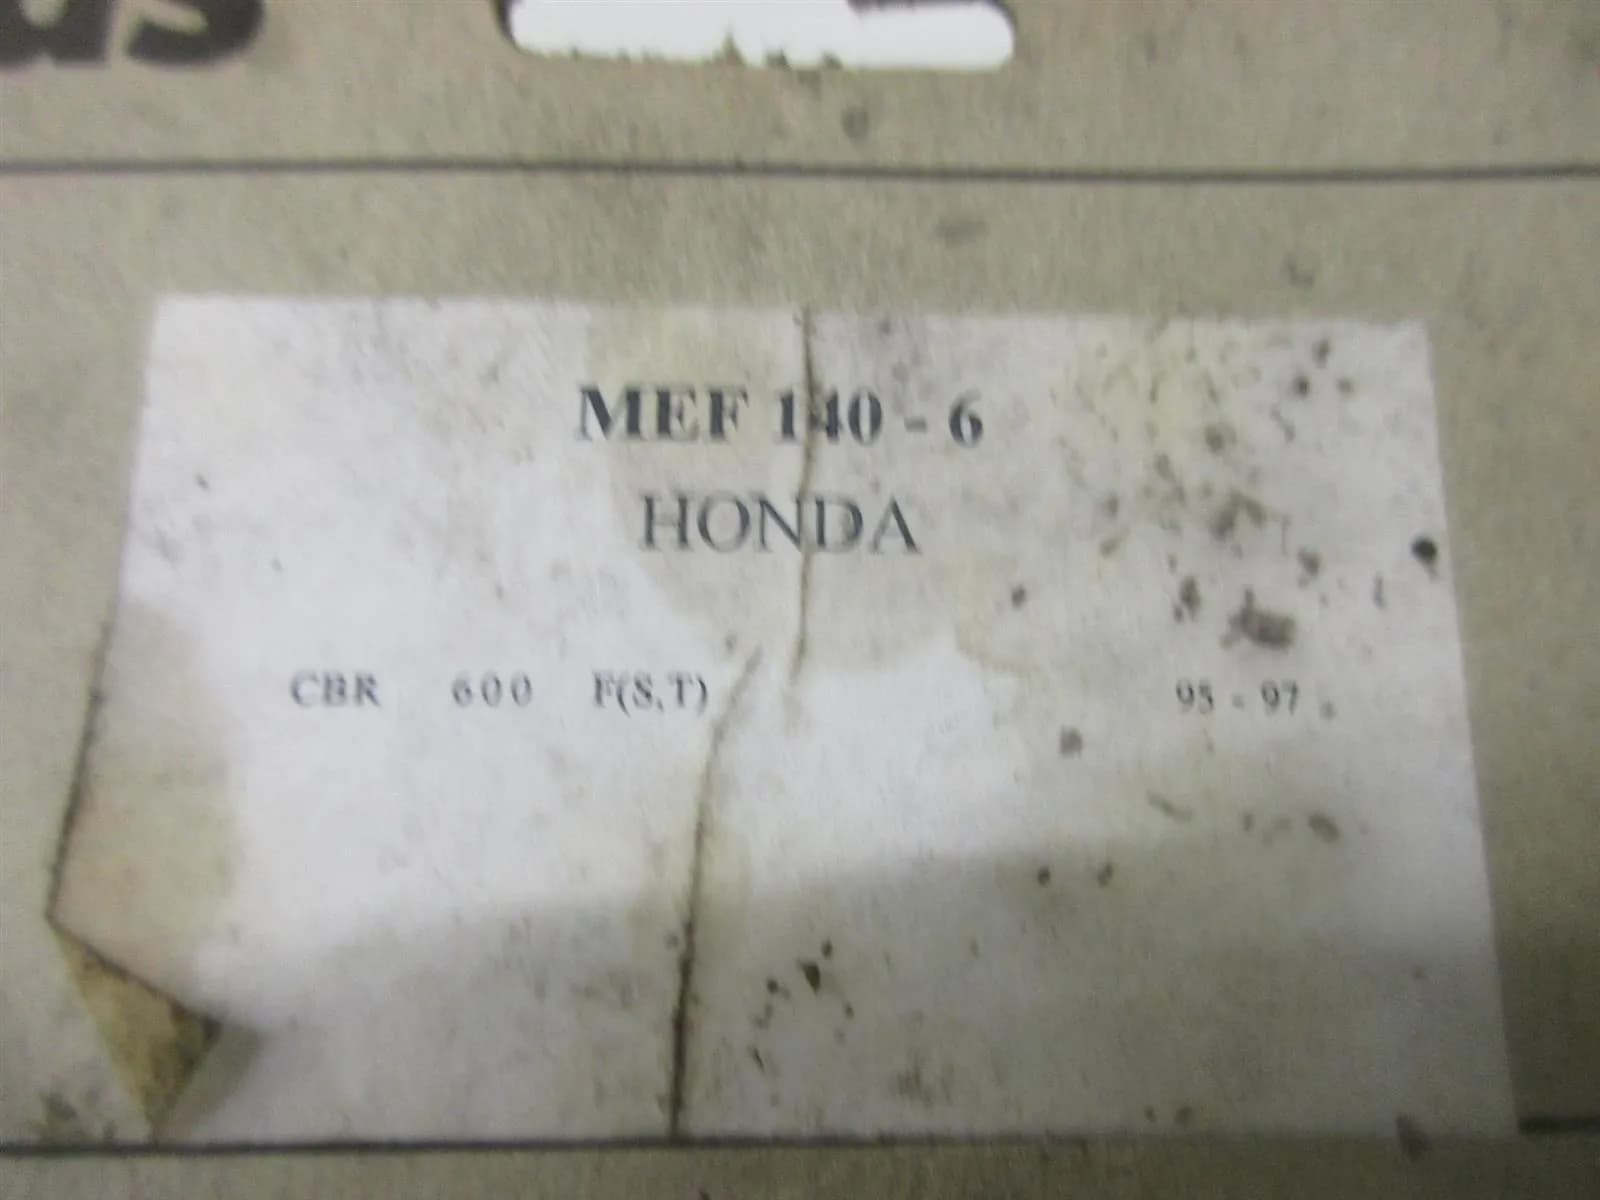 MEF 140 - 6
HONDA
CBR 600 F(S,T) 95 - 97